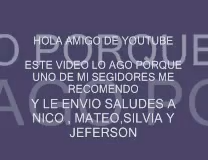 HOLA AMIGO DE YOUTUBE
ESTE VIDEO LO AGO PORQUE
UNO DE MI SEGIDORES ME
RECOMENDO
Y LE ENVIO SALUDES A
NICO , MATEO,SILVIA Y
JEFERSON